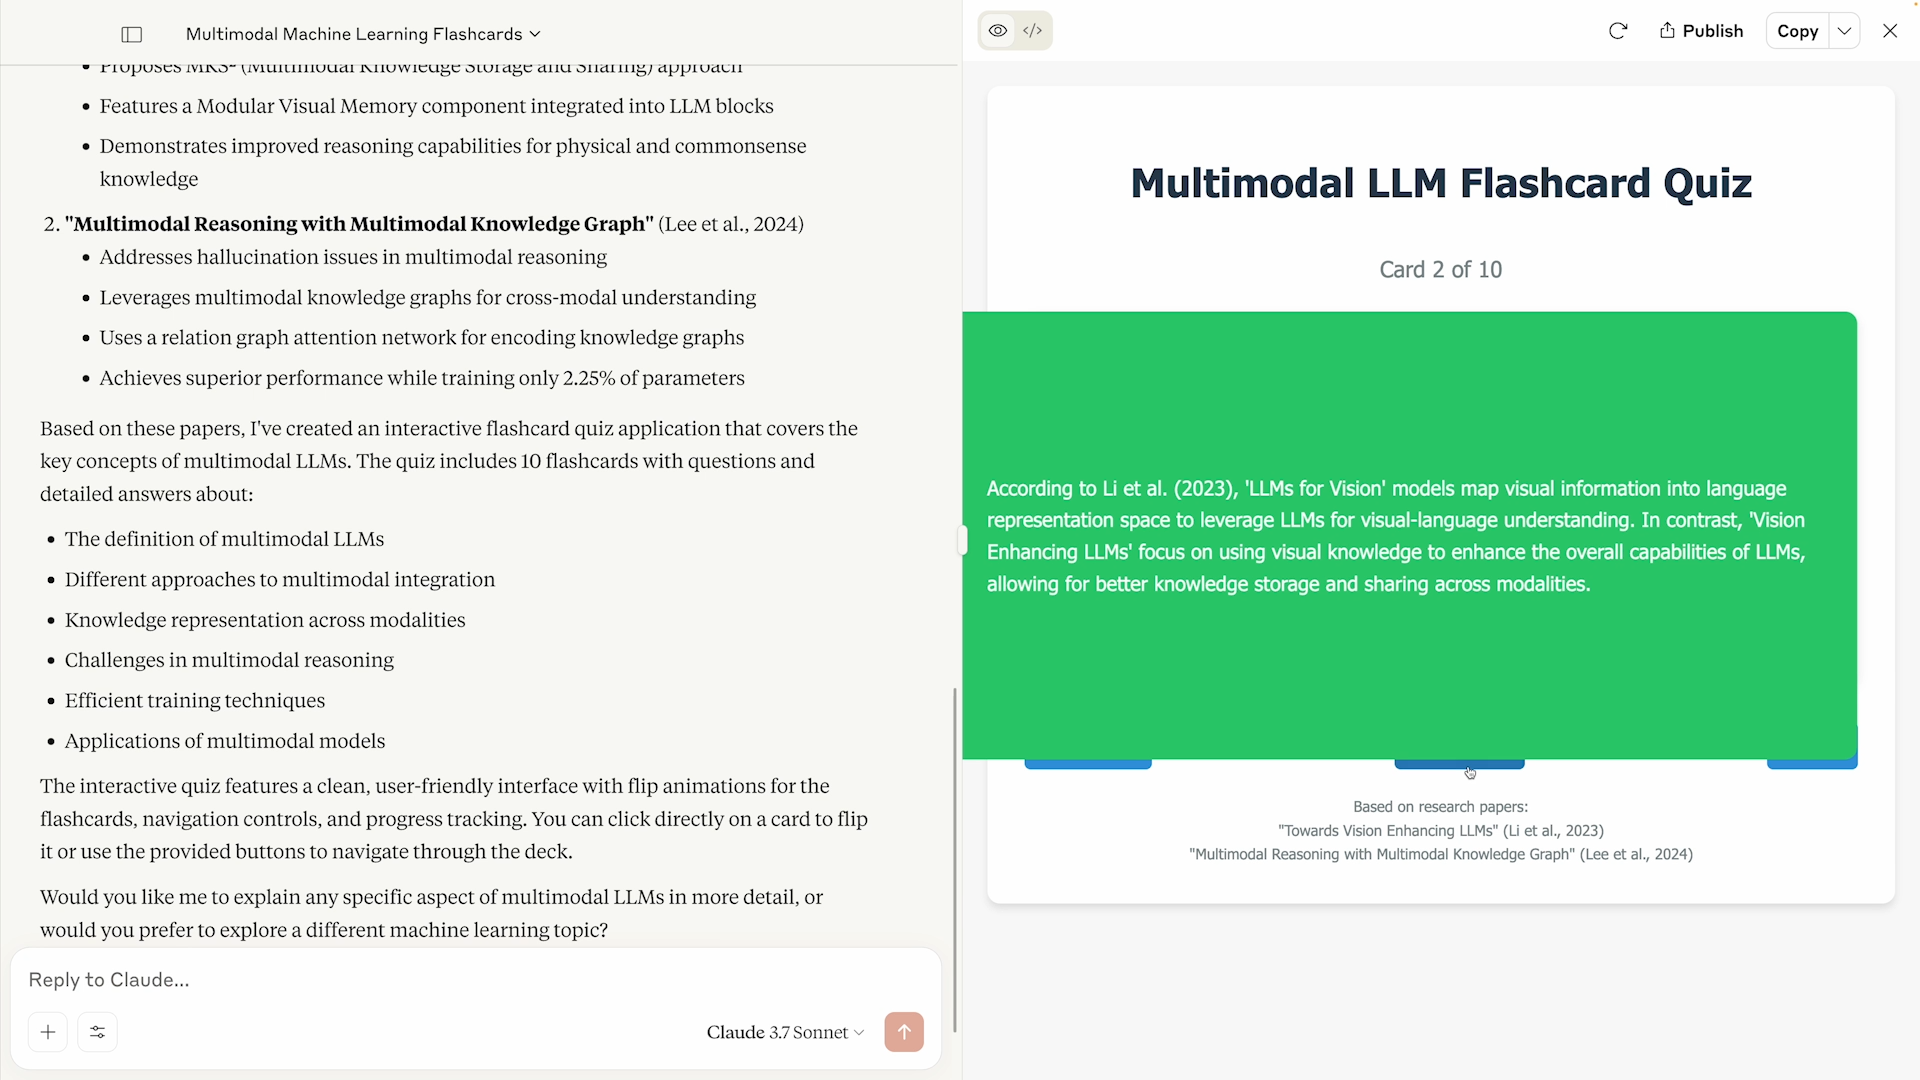 Multimodal Machine Learning Flashcards
Proposes MKS² (Multimodal Knowledge Storage and Sharing) approach
Features a Modular Visual Memory component integrated into LLM blocks
Demonstrates improved reasoning capabilities for physical and commonsense
knowledge
2. "Multimodal Reasoning with Multimodal Knowledge Graph" (Lee et al., 2024)
Addresses hallucination issues in multimodal reasoning
Leverages multimodal knowledge graphs for cross-modal understanding
Uses a relation graph attention network for encoding knowledge graphs
Achieves superior performance while training only 2.25% of parameters
Based on these papers, I've created an interactive flashcard quiz application that covers the
key concepts of multimodal LLMs. The quiz includes 10 flashcards with questions and
detailed answers about:
The definition of multimodal LLMs
Different approaches to multimodal integration
Knowledge representation across modalities
Challenges in multimodal reasoning
Efficient training techniques
Applications of multimodal models
The interactive quiz features a clean, user-friendly interface with flip animations for the
flashcards, navigation controls, and progress tracking. You can click directly on a card to flip
it or use the provided buttons to navigate through the deck.
Would you like me to explain any specific aspect of multimodal LLMs in more detail, or
would you prefer to explore a different machine learning topic?
Reply to Claude...
Claude 3.7 Sonnet
Publish
Copy
Multimodal LLM Flashcard Quiz
Card 2 of 10
According to Li et al. (2023), 'LLMs for Vision' models map visual information into language
representation space to leverage LLMs for visual-language understanding. In contrast, 'Vision
Enhancing LLMs' focus on using visual knowledge to enhance the overall capabilities of LLMs,
allowing for better knowledge storage and sharing across modalities.
Based on research papers:
"Towards Vision Enhancing LLMs" (Li et al., 2023)
"Multimodal Reasoning with Multimodal Knowledge Graph" (Lee et al., 2024)